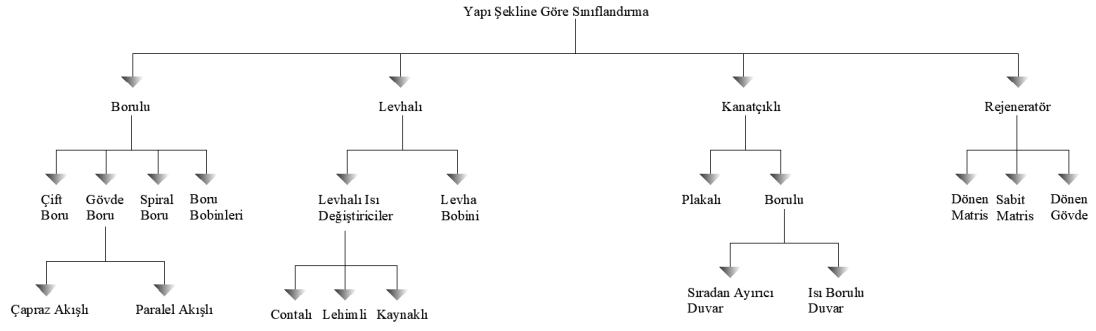 Yapı Şekline Göre Sınıflandırma
Borulu
Levhalı
Kanatçıklı
Rejeneratör
Çift
Boru
Gövde
Boru
Spiral
Boru
Boru
Bobinleri
Levhalı Isı
Değiştiriciler
Levha
Bobini
Plakalı
Borulu
Dönen
Matris
Sabit
Matris
Dönen
Gövde
Çapraz Akışlı
Paralel Akışlı
Contalı
Lehimli
Kaynaklı
Sıradan Ayırıcı
Duvar
Isı Borulu
Duvar